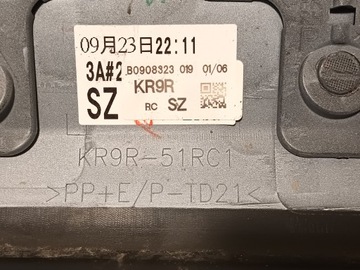 09月23日22:11
3A#2 B0908323 019 01/06
KR9R
SZ RC SZ
L
KR9R-51RC1
>PP+E/P-TD21<